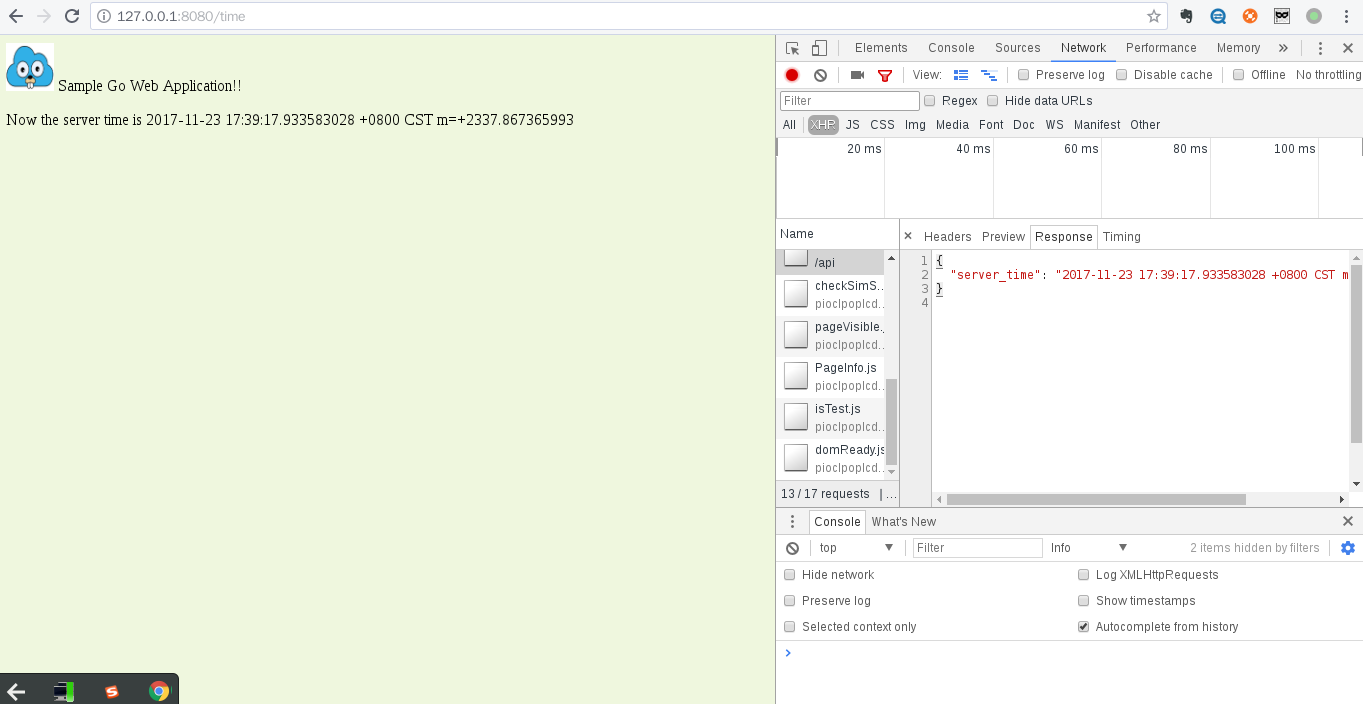 127.0.0.1:8080/time
Sample Go Web Application!!
Now the server time is 2017-11-23 17:39:17.933583028 +0800 CST m=+2337.867365993
Elements Console Sources Network Performance Memory »
View: Preserve log Disable cache Offline No throttling
Filter Regex Hide data URLs
All XHR JS CSS Img Media Font Doc WS Manifest Other
20 ms 40 ms 60 ms 80 ms 100 ms
Name
/api
checkSimS...
pioclpoplcd...
pageVisible.j
pioclpoplcd...
PageInfo.js
pioclpoplcd...
isTest.js
pioclpoplcd...
domReady.js
pioclpoplcd...
13 / 17 requests | ...
× Headers Preview Response Timing
1 {
2 "server_time": "2017-11-23 17:39:17.933583028 +0800 CST m
3 }
4
Console What's New
top Filter Info 2 items hidden by filters
Hide network Log XMLHttpRequests
Preserve log Show timestamps
Selected context only Autocomplete from history